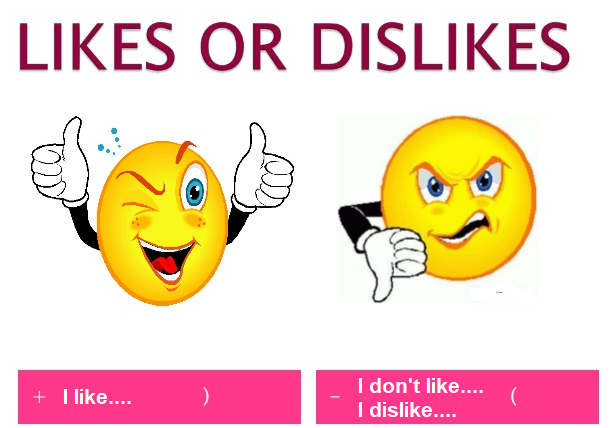 LIKES OR DISLIKES
+ I like.... )
- I don't like.... (
I dislike....